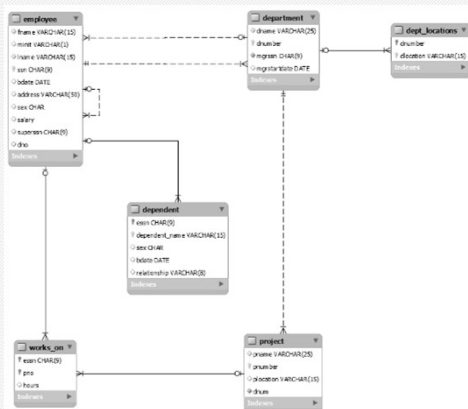 employee
fname VARCHAR(15)
minit VARCHAR(1)
lname VARCHAR(15)
ssn CHAR(9)
bdate DATE
address VARCHAR(50)
sex CHAR
salary
superssn CHAR(9)
dno
Indexes
department
dname VARCHAR(25)
dnumber
mgrssn CHAR(9)
mgrstartdate DATE
Indexes
dept_locations
dnumber
dlocation VARCHAR(15)
Indexes
dependent
essn CHAR(9)
dependent_name VARCHAR(15)
sex CHAR
bdate DATE
relationship VARCHAR(8)
Indexes
works_on
essn CHAR(9)
pno
hours
Indexes
project
pname VARCHAR(25)
pnumber
plocation VARCHAR(15)
dnum
Indexes